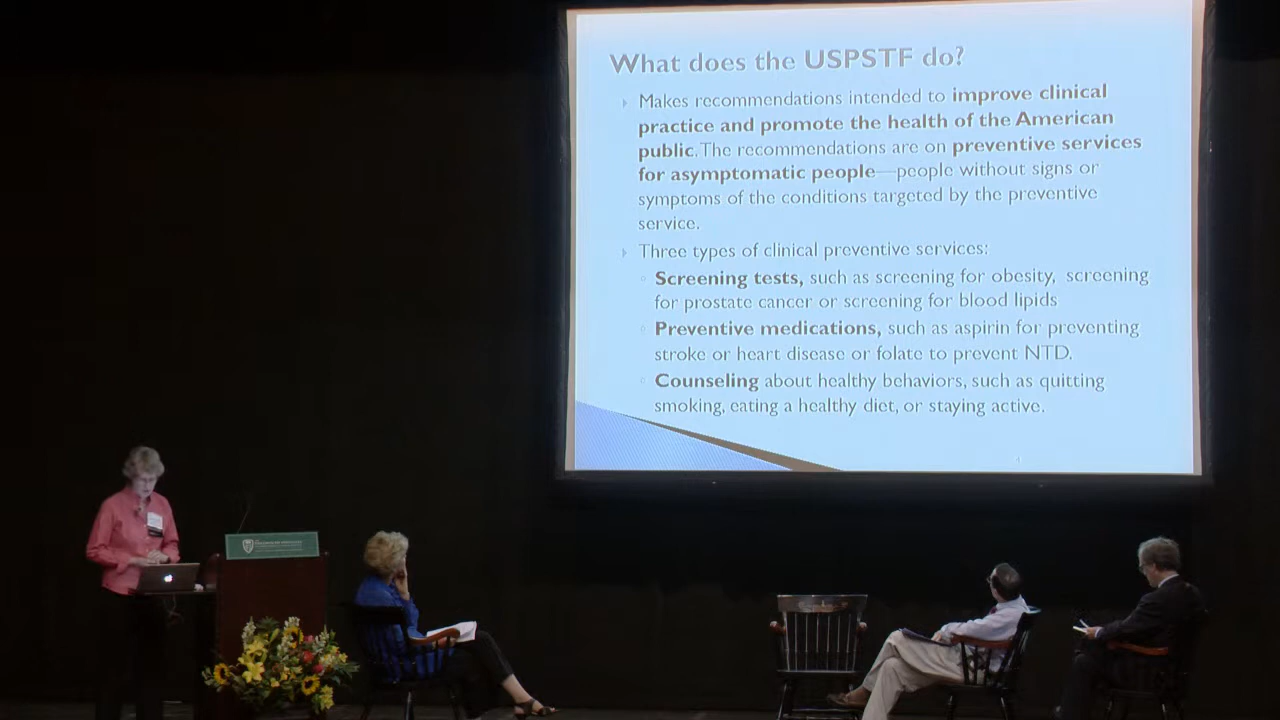 What does the USPSTF do?
Makes recommendations intended to improve clinical
practice and promote the health of the American
public. The recommendations are on preventive services
for asymptomatic people—people without signs or
symptoms of the conditions targeted by the preventive
service.
Three types of clinical preventive services:
Screening tests, such as screening for obesity, screening
for prostate cancer or screening for blood lipids
Preventive medications, such as aspirin for preventing
stroke or heart disease or folate to prevent NTD.
Counseling about healthy behaviors, such as quitting
smoking, eating a healthy diet, or staying active.